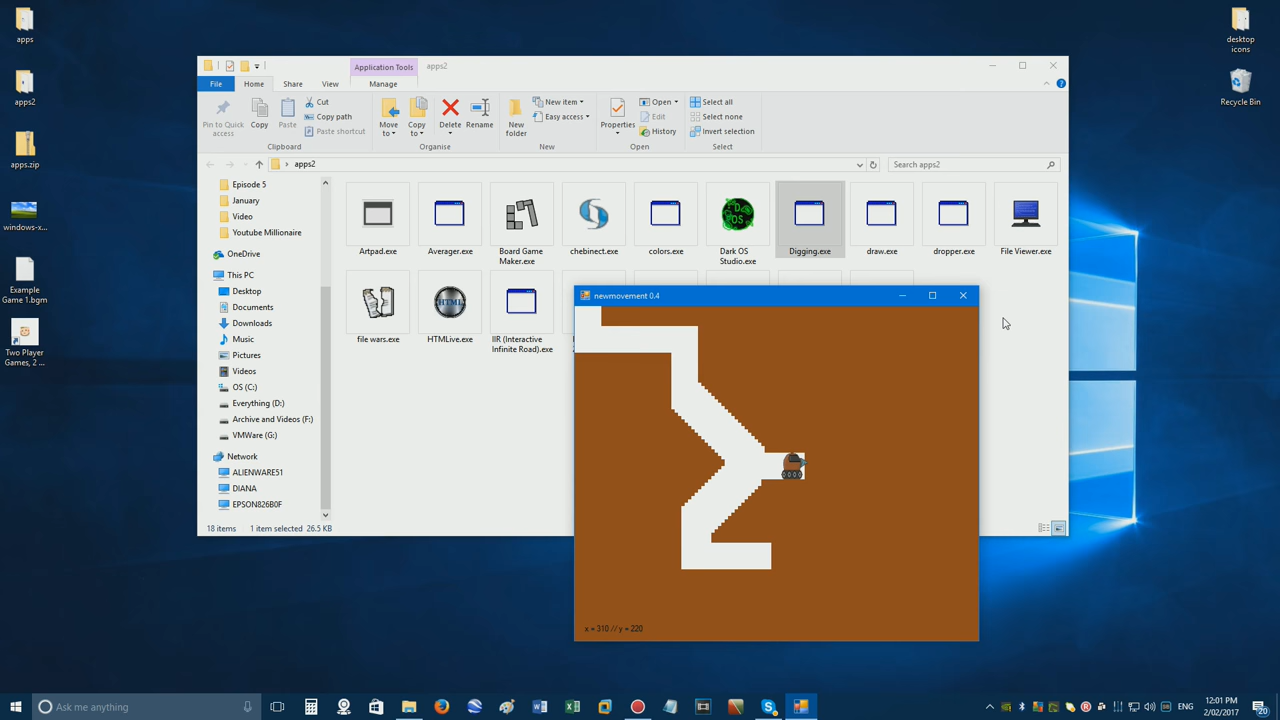 apps
apps2
apps.zip
windows-x...
Example
Game 1.bgm
Two Player
Games, 2 ...
desktop
icons
Recycle Bin
Application Tools
apps2
File
Home
Share
View
Manage
Pin to Quick
access
Copy
Paste
Cut
Copy path
Paste shortcut
Clipboard
Move
to
Copy
to
Delete
Rename
Organise
New
folder
New item
Easy access
New
Properties
Open
Edit
History
Open
Select all
Select none
Invert selection
Select
apps2
Search apps2
Episode 5
January
Video
Youtube Millionaire
OneDrive
This PC
Desktop
Documents
Downloads
Music
Pictures
Videos
OS (C:)
Everything (D:)
Archive and Videos (F:)
VMWare (G:)
Network
ALIENWARE51
DIANA
EPSON826B0F
Artpad.exe
Averager.exe
Board Game
Maker.exe
chebinect.exe
colors.exe
D
OS
Dark OS
Studio.exe
Digging.exe
draw.exe
dropper.exe
File Viewer.exe
file wars.exe
HTML
HTMLive.exe
IIR (Interactive
Infinite Road).exe
18 items
1 item selected 26.5 KB
newmovement 0.4
x = 310 // y = 220
Ask me anything
ENG
12:01 PM
2/02/2017
20